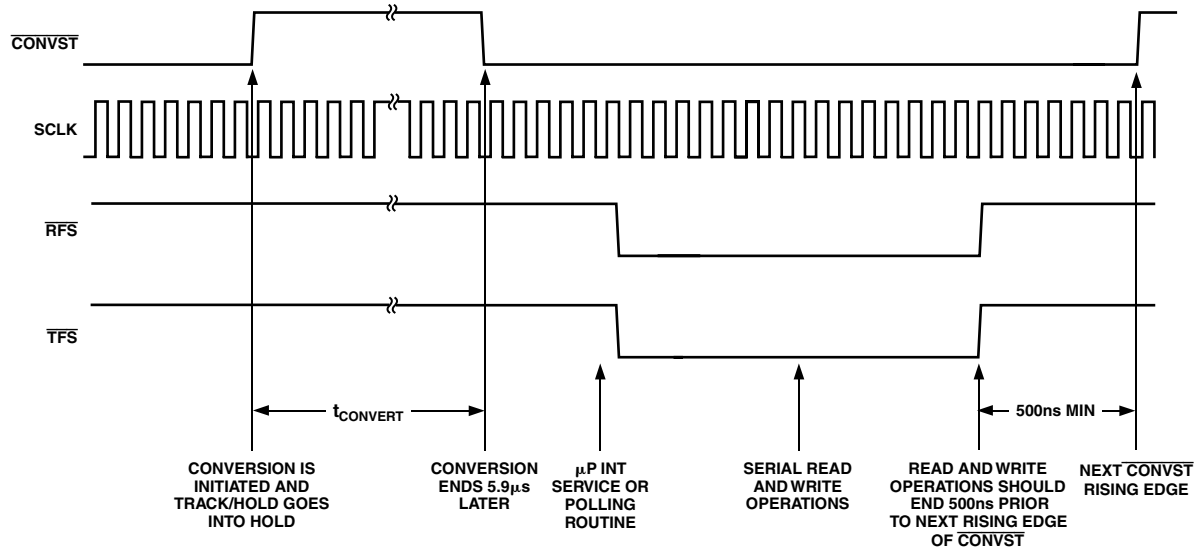 CONVST
SCLK
RFS
TFS
tCONVERT
500ns MIN
CONVERSION IS
INITIATED AND
TRACK/HOLD GOES
INTO HOLD
CONVERSION
ENDS 5.9μs
LATER
μP INT
SERVICE OR
POLLING
ROUTINE
SERIAL READ
AND WRITE
OPERATIONS
READ AND WRITE
OPERATIONS SHOULD
END 500ns PRIOR
TO NEXT RISING EDGE
OF CONVST
NEXT CONVST
RISING EDGE